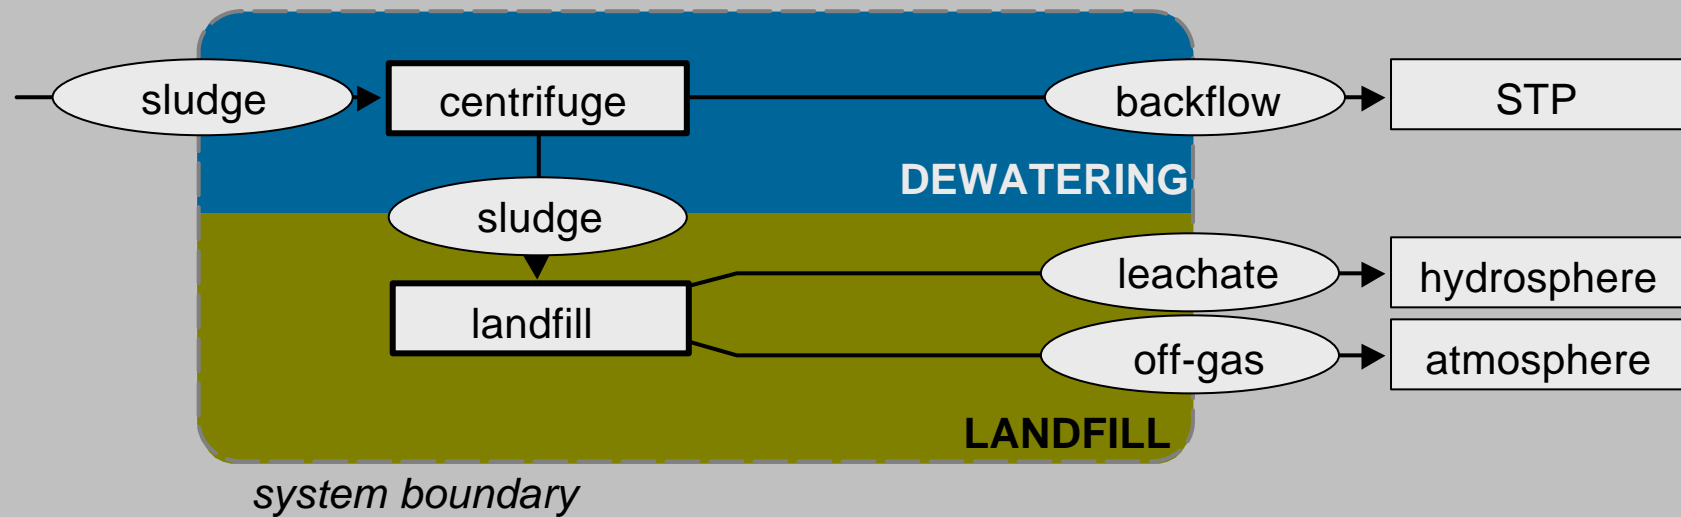 sludge
centrifuge
backflow
STP
DEWATERING
sludge
leachate
hydrosphere
landfill
off-gas
atmosphere
LANDFILL
system boundary